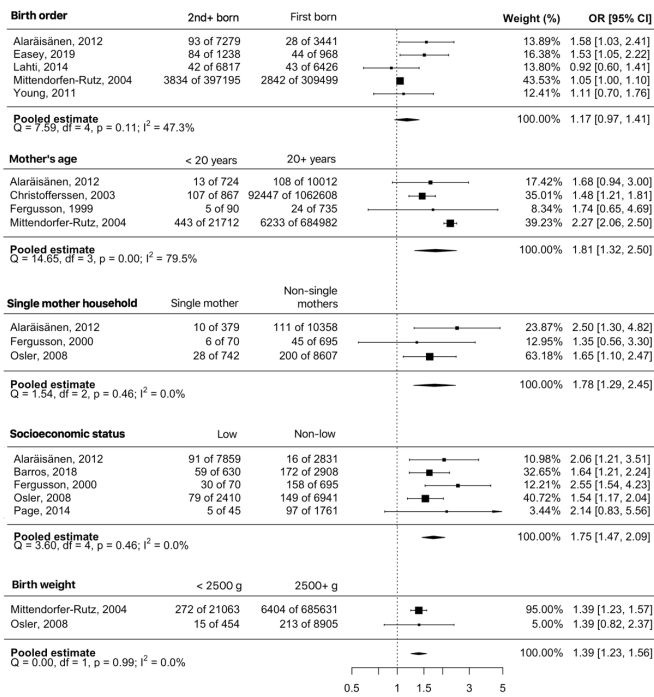 Birth order 2nd+ born First born Weight (%) OR [95% CI]
Alaräisänen, 2012 93 of 7279 28 of 3441 13.89% 1.58 [1.03, 2.41]
Easey, 2019 84 of 1238 44 of 968 16.38% 1.53 [1.05, 2.22]
Lahti, 2014 42 of 6817 43 of 6426 13.80% 0.92 [0.60, 1.41]
Mittendorfen-Rutz, 2004 3834 of 397195 2842 of 309499 43.53% 1.05 [1.00, 1.10]
Young, 2011 12.41% 1.11 [0.70, 1.76]
Pooled estimate 100.00% 1.17 [0.97, 1.41]
Q = 7.59, df = 4, p = 0.11; I² = 47.3%
Mother's age < 20 years 20+ years
Alaräisänen, 2012 13 of 724 108 of 10012 17.42% 1.68 [0.94, 3.00]
Christofferssen, 2003 107 of 867 92447 of 1062608 35.01% 1.48 [1.21, 1.81]
Fergusson, 1999 5 of 90 24 of 735 8.34% 1.74 [0.65, 4.69]
Mittendorfer-Rutz, 2004 443 of 21712 6233 of 684982 39.23% 2.27 [2.06, 2.50]
Pooled estimate 100.00% 1.81 [1.32, 2.50]
Q = 14.65, df = 3, p = 0.00; I² = 79.5%
Single mother household Single mother Non-single mothers
Alaräisänen, 2012 10 of 379 111 of 10358 23.87% 2.50 [1.30, 4.82]
Fergusson, 2000 6 of 70 45 of 695 12.95% 1.35 [0.56, 3.30]
Osler, 2008 28 of 742 200 of 8607 63.18% 1.65 [1.10, 2.47]
Pooled estimate 100.00% 1.78 [1.29, 2.45]
Q = 1.54, df = 2, p = 0.46; I² = 0.0%
Socioeconomic status Low Non-low
Alaräisänen, 2012 91 of 7859 16 of 2831 10.98% 2.06 [1.21, 3.51]
Barros, 2018 59 of 630 172 of 2908 32.65% 1.64 [1.21, 2.24]
Fergusson, 2000 30 of 70 158 of 695 12.21% 2.55 [1.54, 4.23]
Osler, 2008 79 of 2410 149 of 6941 40.72% 1.54 [1.17, 2.04]
Page, 2014 5 of 45 97 of 1761 3.44% 2.14 [0.83, 5.56]
Pooled estimate 100.00% 1.75 [1.47, 2.09]
Q = 3.60, df = 4, p = 0.46; I² = 0.0%
Birth weight < 2500 g 2500+ g
Mittendorfer-Rutz, 2004 272 of 21063 6404 of 685631 95.00% 1.39 [1.23, 1.57]
Osler, 2008 15 of 454 213 of 8905 5.00% 1.39 [0.82, 2.37]
Pooled estimate 100.00% 1.39 [1.23, 1.56]
Q = 0.00, df = 1, p = 0.99; I² = 0.0%
0.5 1 1.5 3 5